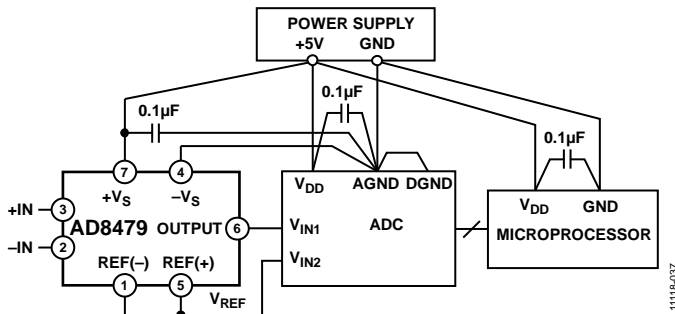 POWER SUPPLY
+5V GND
0.1µF
0.1µF
0.1µF
7 4
+VS −VS
VDD AGND DGND
VDD GND
+IN 3
AD8479 OUTPUT 6
VIN1 ADC
MICROPROCESSOR
−IN 2
VIN2
REF(−) REF(+)
1 5
VREF
11118-037